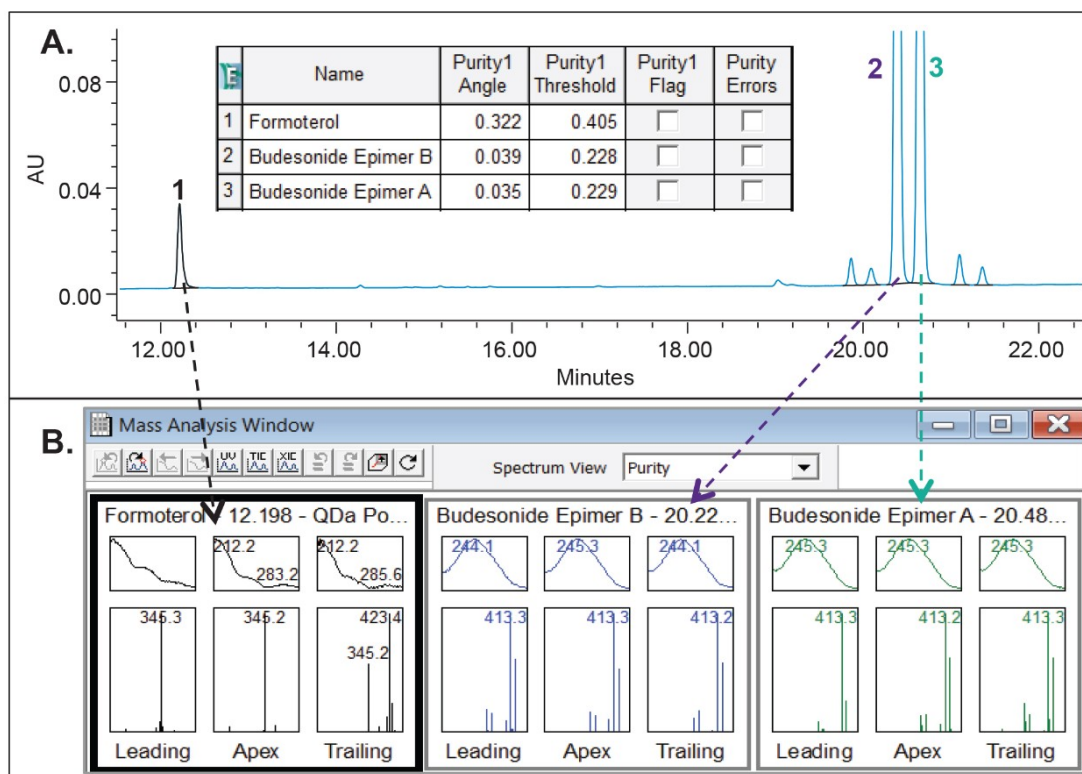 A.
0.08
0.04
0.00
AU
Name
Purity1 Angle
Purity1 Threshold
Purity1 Flag
Purity Errors
1 Formoterol 0.322 0.405
2 Budesonide Epimer B 0.039 0.228
3 Budesonide Epimer A 0.035 0.229
1
2
3
12.00 14.00 16.00 18.00 20.00 22.00
Minutes
B.
Mass Analysis Window
UV TIC XIC
Spectrum View Purity
Formoterol - 12.198 - QDa Po...
212.2 283.2
212.2 285.6
345.3
345.2
423.4
345.2
Leading Apex Trailing
Budesonide Epimer B - 20.22...
244.1 245.3 244.1
413.3 413.3 413.2
Leading Apex Trailing
Budesonide Epimer A - 20.48...
245.3 245.3 245.3
413.3 413.2 413.3
Leading Apex Trailing